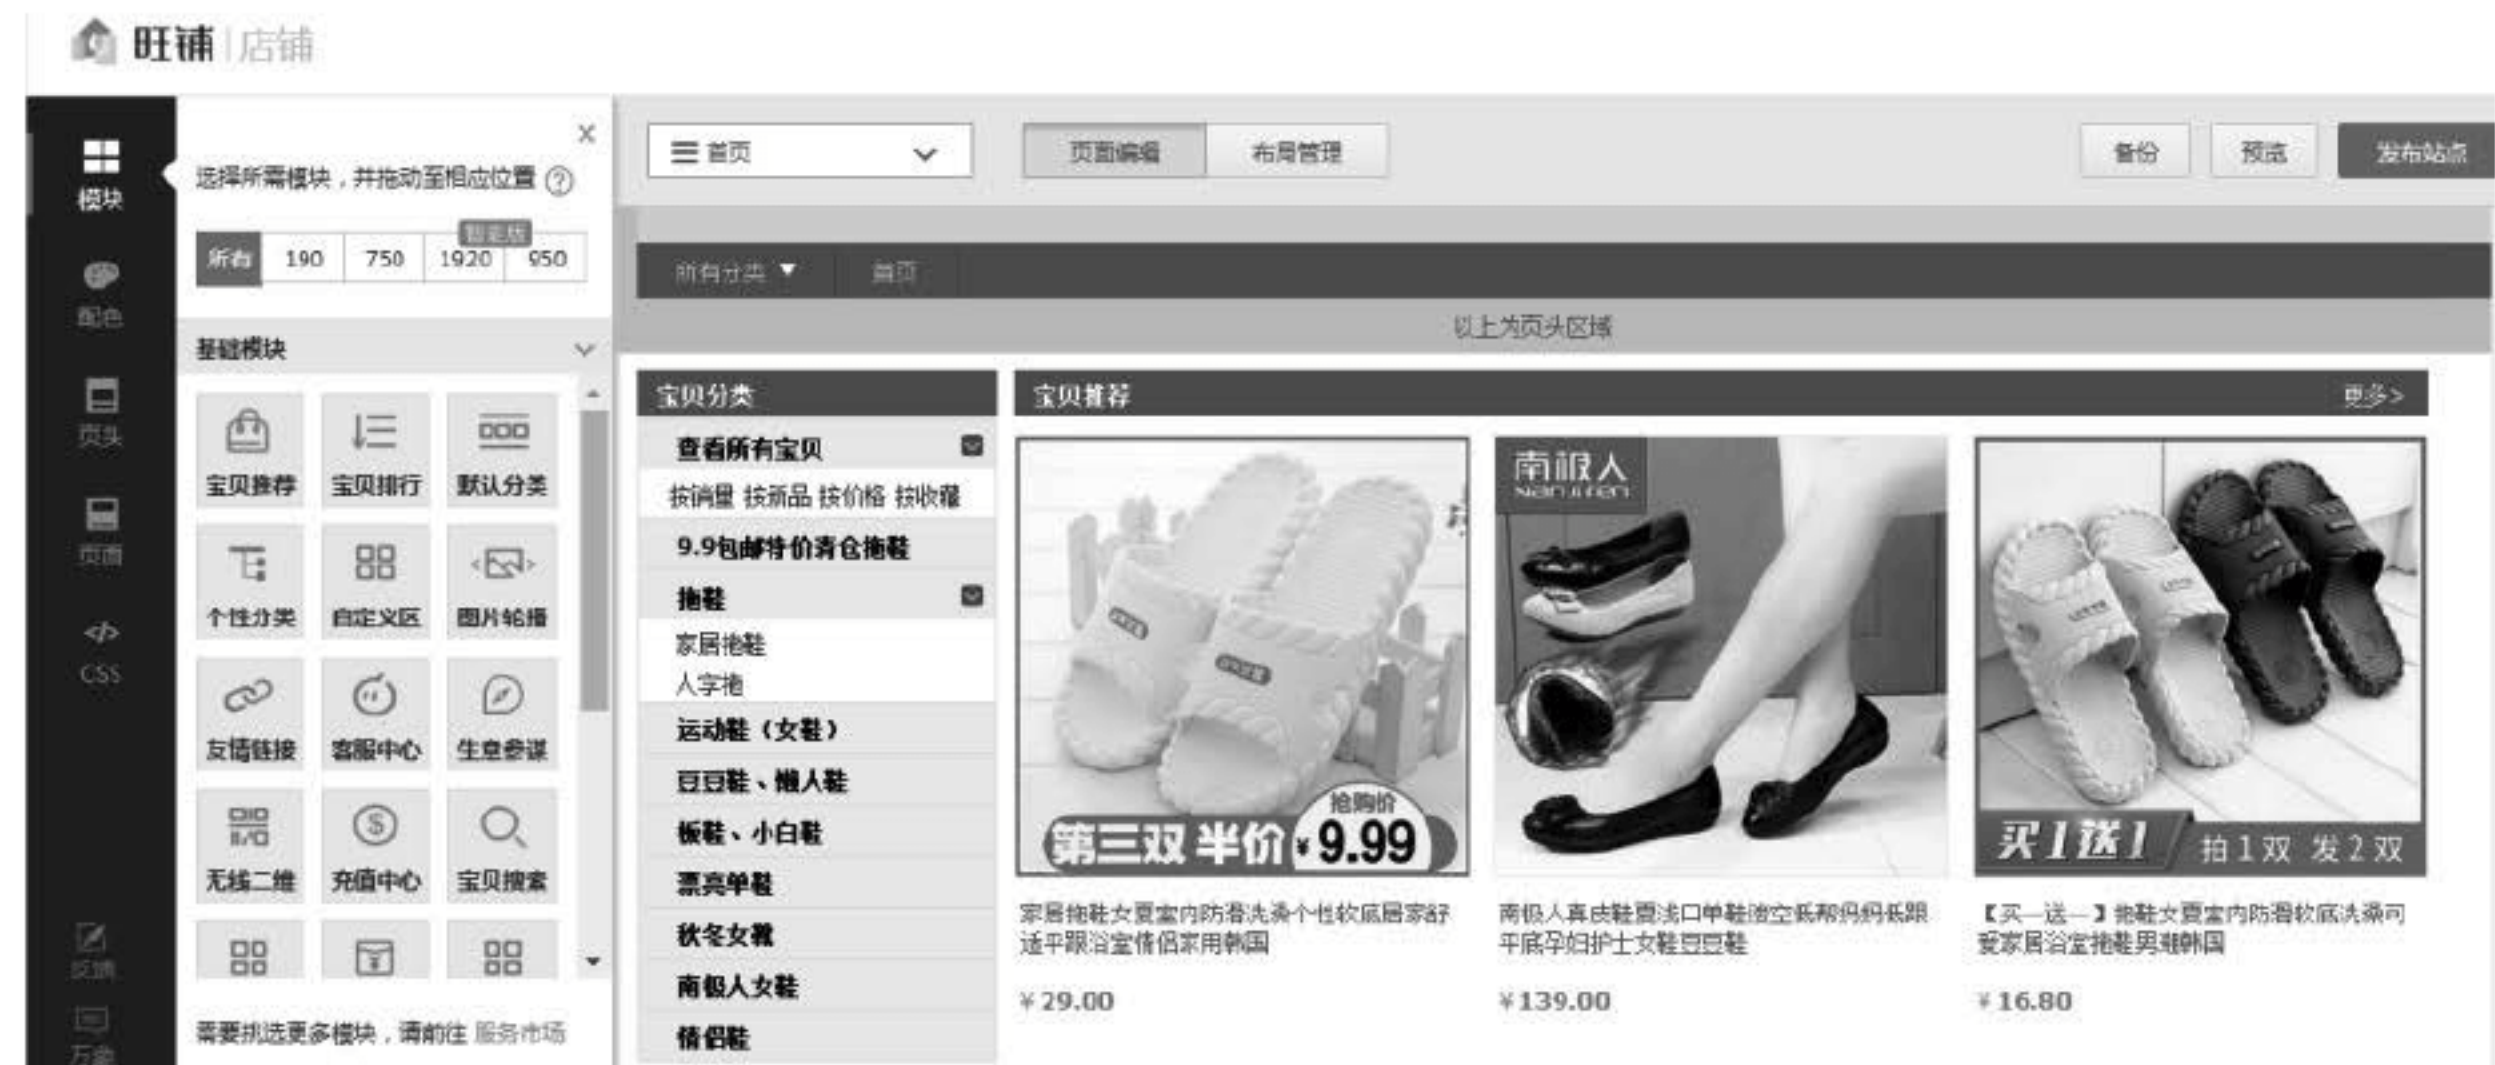 旺铺 | 店铺
模块
配色
页头
页面
CSS
反馈
×
选择所需模块，并拖动至相应位置 ?
智能版
所有 190 750 1920 950
基础模块
宝贝推荐 宝贝排行 默认分类
个性分类 自定义区 图片轮播
友情链接 客服中心 生意参谋
无线二维 充值中心 宝贝搜索
需要挑选更多模块，请前往 服务市场
首页
页面编辑 布局管理
备份 预览 发布站点
所有分类 首页
以上为页头区域
宝贝分类
查看所有宝贝
按销量 按新品 按价格 按收藏
9.9包邮特价清仓拖鞋
拖鞋
家居拖鞋
人字拖
运动鞋（女鞋）
豆豆鞋、懒人鞋
板鞋、小白鞋
漂亮单鞋
秋冬女靴
南极人女鞋
情侣鞋
宝贝推荐 更多>
抢购价
第三双 半价 ¥9.99
家居拖鞋女夏室内防滑洗澡个性软底居家舒
适平跟浴室情侣家用韩国
¥29.00
南极人
NanJiren
南极人真皮鞋夏浅口单鞋镂空低帮妈妈低跟
平底孕妇护士女鞋豆豆鞋
¥139.00
买1送1 拍1双 发2双
【买一送一】拖鞋女夏室内防滑软底洗澡可
爱家居浴室拖鞋男潮韩国
¥16.80